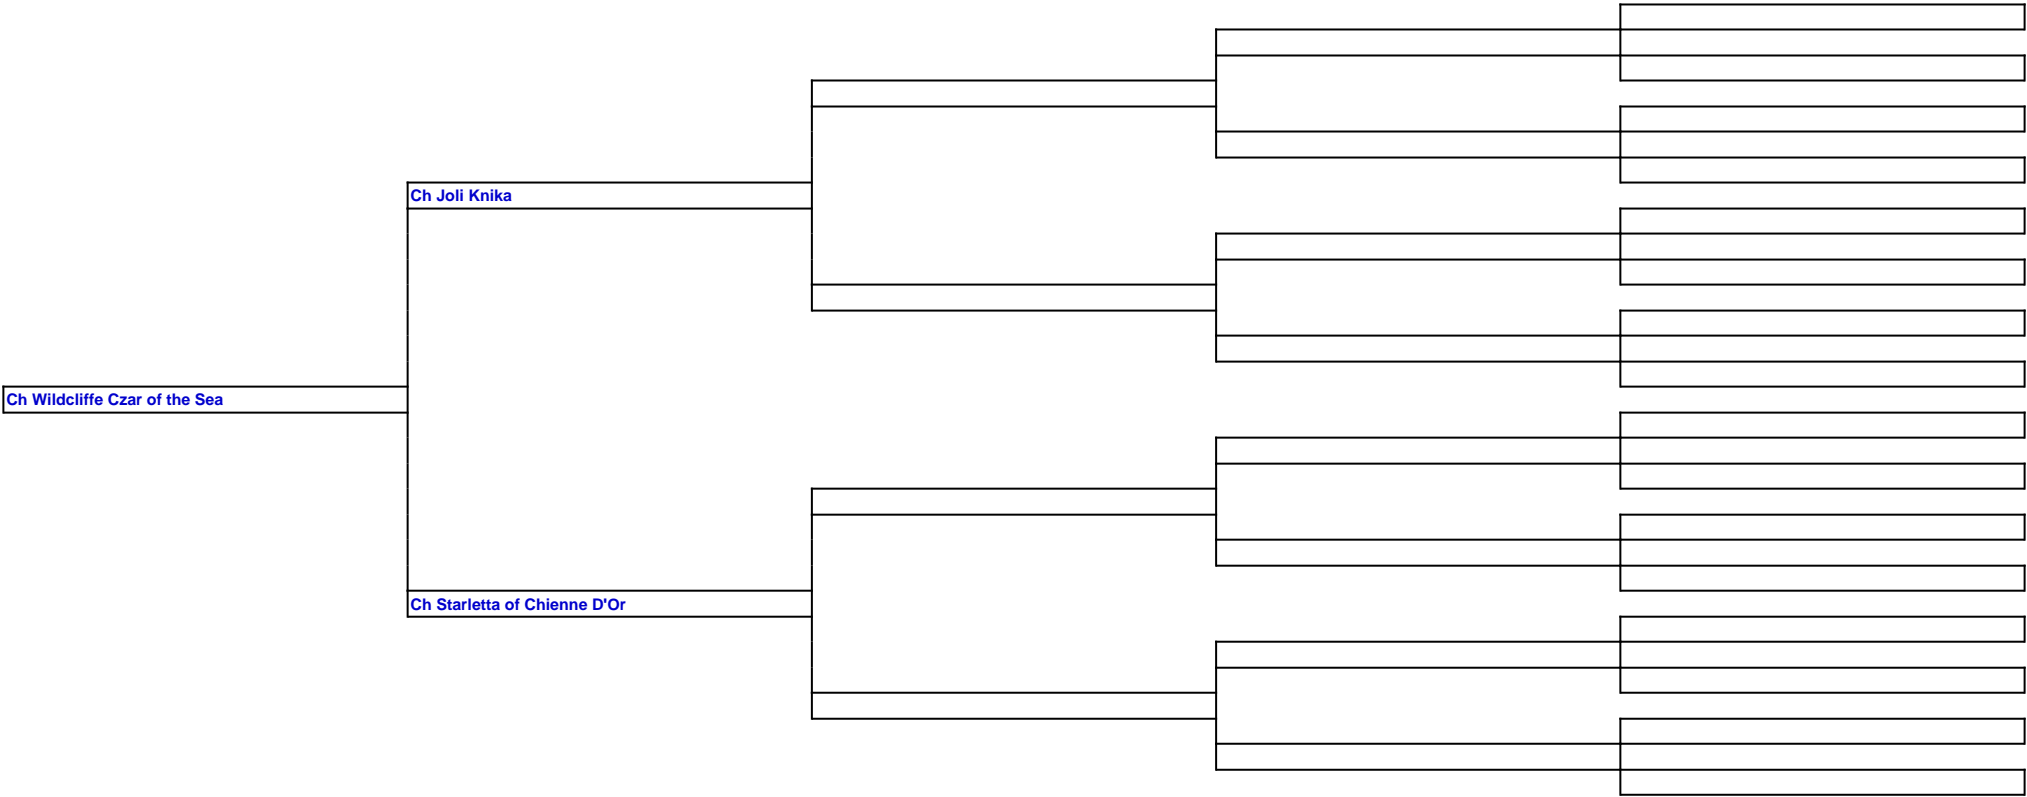 Ch Joli Knika
Ch Wildcliffe Czar of the Sea
Ch Starletta of Chienne D'Or